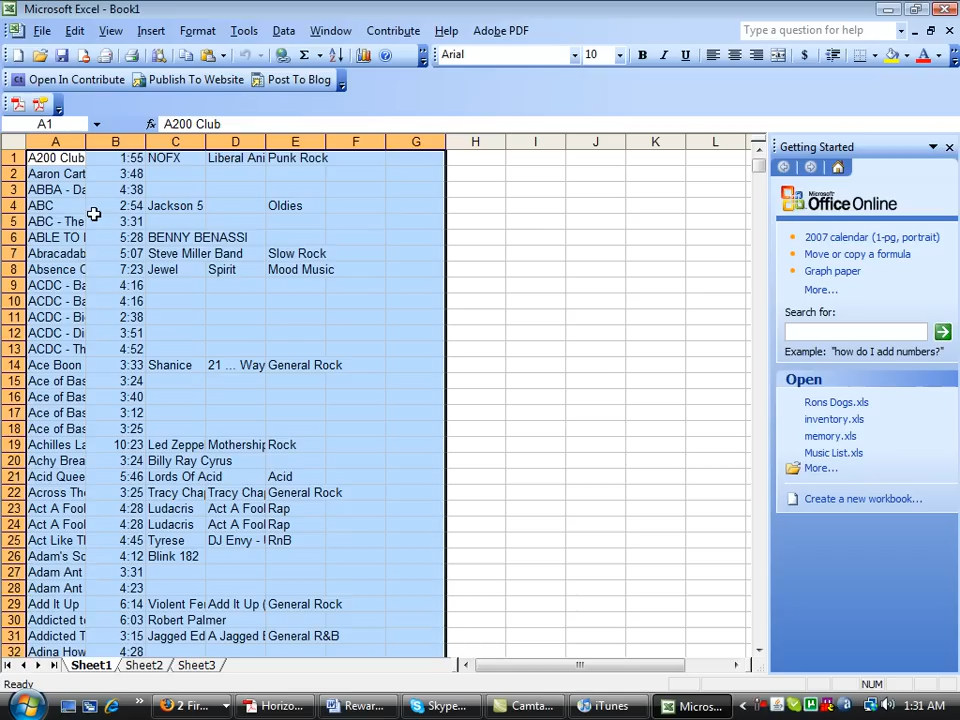 Microsoft Excel - Book1
File Edit View Insert Format Tools Data Window Contribute Help Adobe PDF
Type a question for help
Arial 10 B I U $ A
Open In Contribute Publish To Website Post To Blog
A1 fx A200 Club
A B C D E F G H I J K L
1 A200 Club 1:55 NOFX Liberal Ani Punk Rock
2 Aaron Cart 3:48
3 ABBA - Da 4:38
4 ABC 2:54 Jackson 5 Oldies
5 ABC - The 3:31
6 ABLE TO 5:28 BENNY BENASSI
7 Abracadab 5:07 Steve Miller Band Slow Rock
8 Absence C 7:23 Jewel Spirit Mood Music
9 ACDC - Ba 4:16
10 ACDC - Ba 4:16
11 ACDC - Bi 2:38
12 ACDC - Di 3:51
13 ACDC - Th 4:52
14 Ace Boon 3:33 Shanice 21 ... Way General Rock
15 Ace of Bas 3:24
16 Ace of Bas 3:40
17 Ace of Bas 3:12
18 Ace of Bas 3:25
19 Achilles La 10:23 Led Zeppe Mothership Rock
20 Achy Brea 3:24 Billy Ray Cyrus
21 Acid Quee 5:46 Lords Of Acid Acid
22 Across The 3:25 Tracy Cha Tracy Cha General Rock
23 Act A Fool 4:28 Ludacris Act A Fool Rap
24 Act A Fool 4:28 Ludacris Act A Fool Rap
25 Act Like Th 4:45 Tyrese DJ Envy - RnB
26 Adam's So 4:12 Blink 182
27 Adam Ant 3:31
28 Adam Ant 4:23
29 Add It Up 6:14 Violent Fe Add It Up ( General Rock
30 Addicted to 6:03 Robert Palmer
31 Addicted T 3:15 Jagged Ed A Jagged E General R&B
32 Adina How 4:28
Getting Started
Office Online
2007 calendar (1-pg, portrait)
Move or copy a formula
Graph paper
More...
Search for:
Example: "how do I add numbers?"
Open
Rons Dogs.xls
inventory.xls
memory.xls
Music List.xls
More...
Create a new workbook...
Sheet1 Sheet2 Sheet3
Ready NUM
2 Fir... Horizo... Rewar... Skype... Camta... iTunes Micros... 1:31 AM